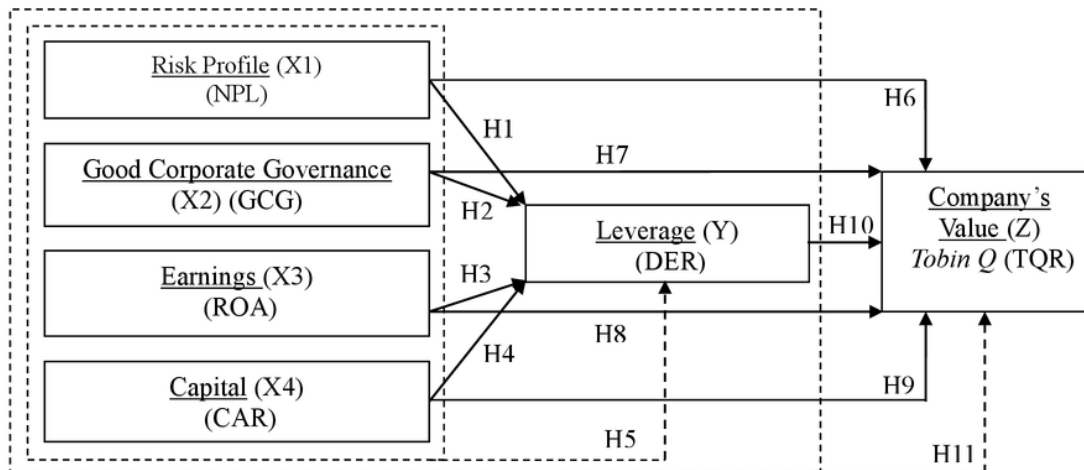 Risk Profile (X1)
(NPL)
H6
H1
Good Corporate Governance
(X2) (GCG)
H7
H2
Company's
Value (Z)
Tobin Q (TQR)
Leverage (Y)
(DER)
H10
Earnings (X3)
(ROA)
H3
H8
H4
Capital (X4)
(CAR)
H9
H5
H11